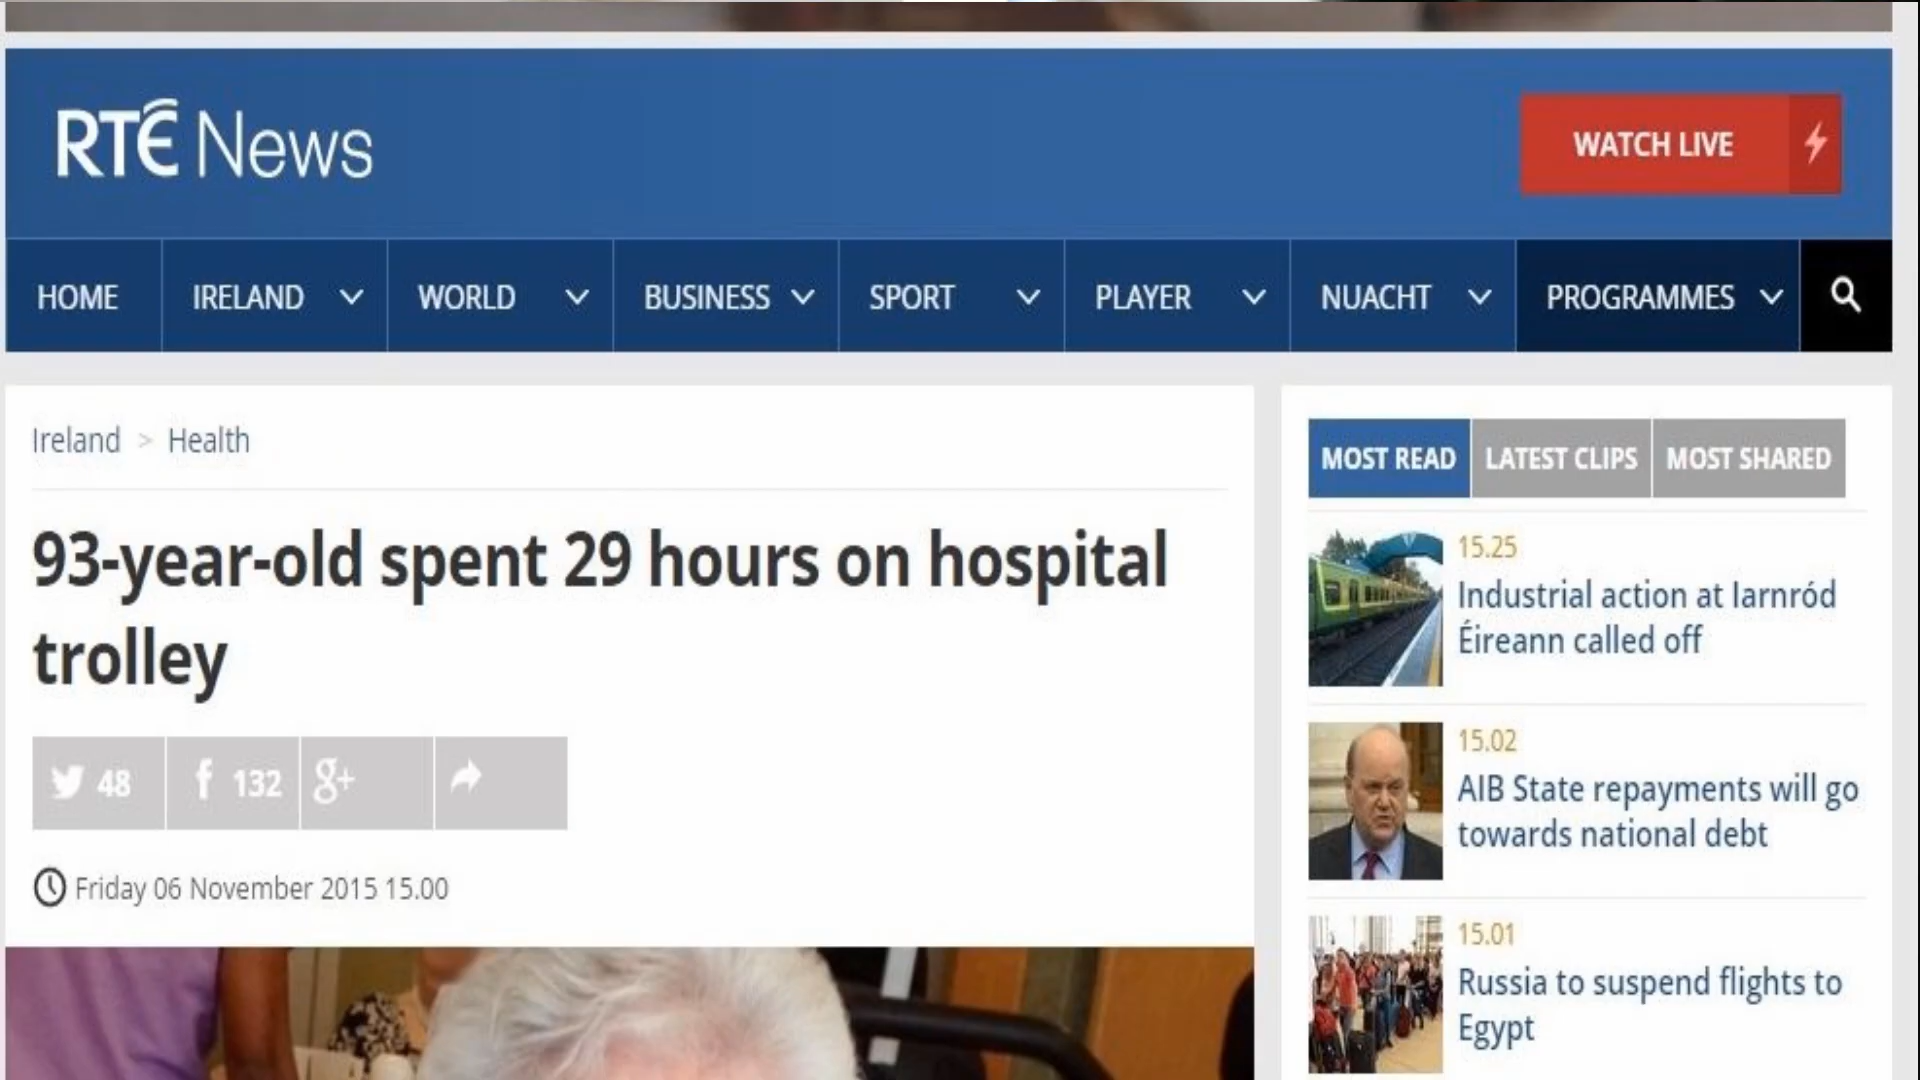 RTÉ News
WATCH LIVE
HOME
IRELAND
WORLD
BUSINESS
SPORT
PLAYER
NUACHT
PROGRAMMES
Ireland > Health
93-year-old spent 29 hours on hospital
trolley
48
132
g+
Friday 06 November 2015 15.00
MOST READ
LATEST CLIPS
MOST SHARED
15.25
Industrial action at Iarnród
Éireann called off
15.02
AIB State repayments will go
towards national debt
15.01
Russia to suspend flights to
Egypt